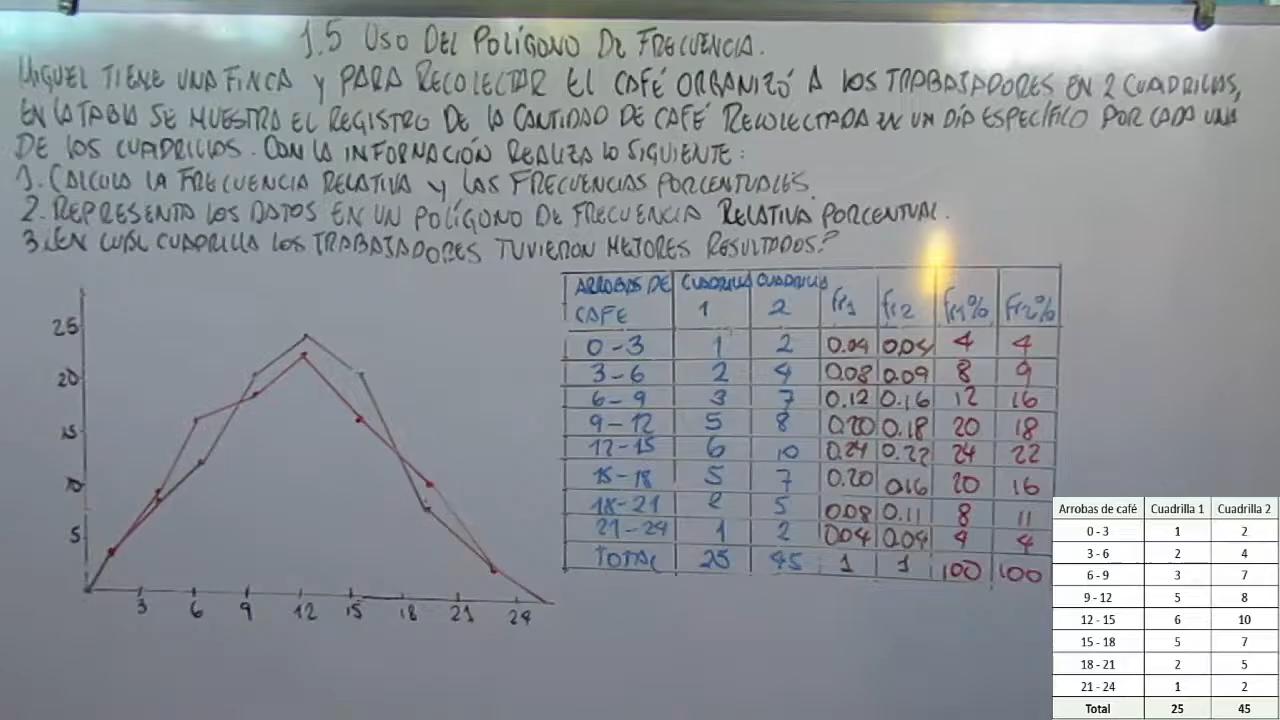 1.5 USO DEL POLÍGONO DE FRECUENCIA.
MIGUEL TIENE UNA FINCA y PARA RECOLECTAR EL CAFÉ ORGANIZÓ A LOS TRABAJADORES EN 2 CUADRILLAS,
EN LA TABLA SE MUESTRA EL REGISTRO DE LA CANTIDAD DE CAFÉ RECOLECTADA EN UN DÍA ESPECÍFICO POR CADA UNA
DE LOS CUADRILLOS. CON LA INFORMACIÓN REALIZA LO SIGUIENTE:
1. CALCULA LA FRECUENCIA RELATIVA y LAS FRECUENCIAS PORCENTUALES.
2. REPRESENTA LOS DATOS EN UN POLÍGONO DE FRECUENCIA RELATIVA PORCENTUAL.
3. ¿EN CUÁL CUADRILLA LOS TRABAJADORES TUVIERON MEJORES RESULTADOS?
25
20
15
10
5
3 6 9 12 15 18 21 24
ARROBAS DE CAFE CUADRILLA 1 CUADRILLA 2 fr1 fr2 fr1% fr2%
0-3 1 2 0.04 0.04 4 4
3-6 2 4 0.08 0.09 8 9
6-9 3 7 0.12 0.16 12 16
9-12 5 8 0.20 0.18 20 18
12-15 6 10 0.24 0.22 24 22
15-18 5 7 0.20 0.16 20 16
18-21 2 5 0.08 0.11 8 11
21-24 1 2 0.04 0.04 4 4
TOTAL 25 45 1 1 100 100
Arrobas de café Cuadrilla 1 Cuadrilla 2
0 - 3 1 2
3 - 6 2 4
6 - 9 3 7
9 - 12 5 8
12 - 15 6 10
15 - 18 5 7
18 - 21 2 5
21 - 24 1 2
Total 25 45